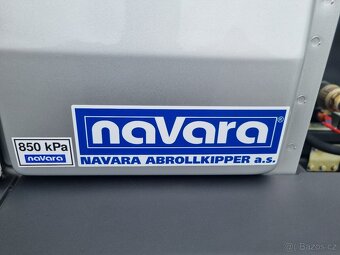 naVara®
850 kPa
naVara
NAVARA ABROLLKIPPER a.s.
Bazos.cz